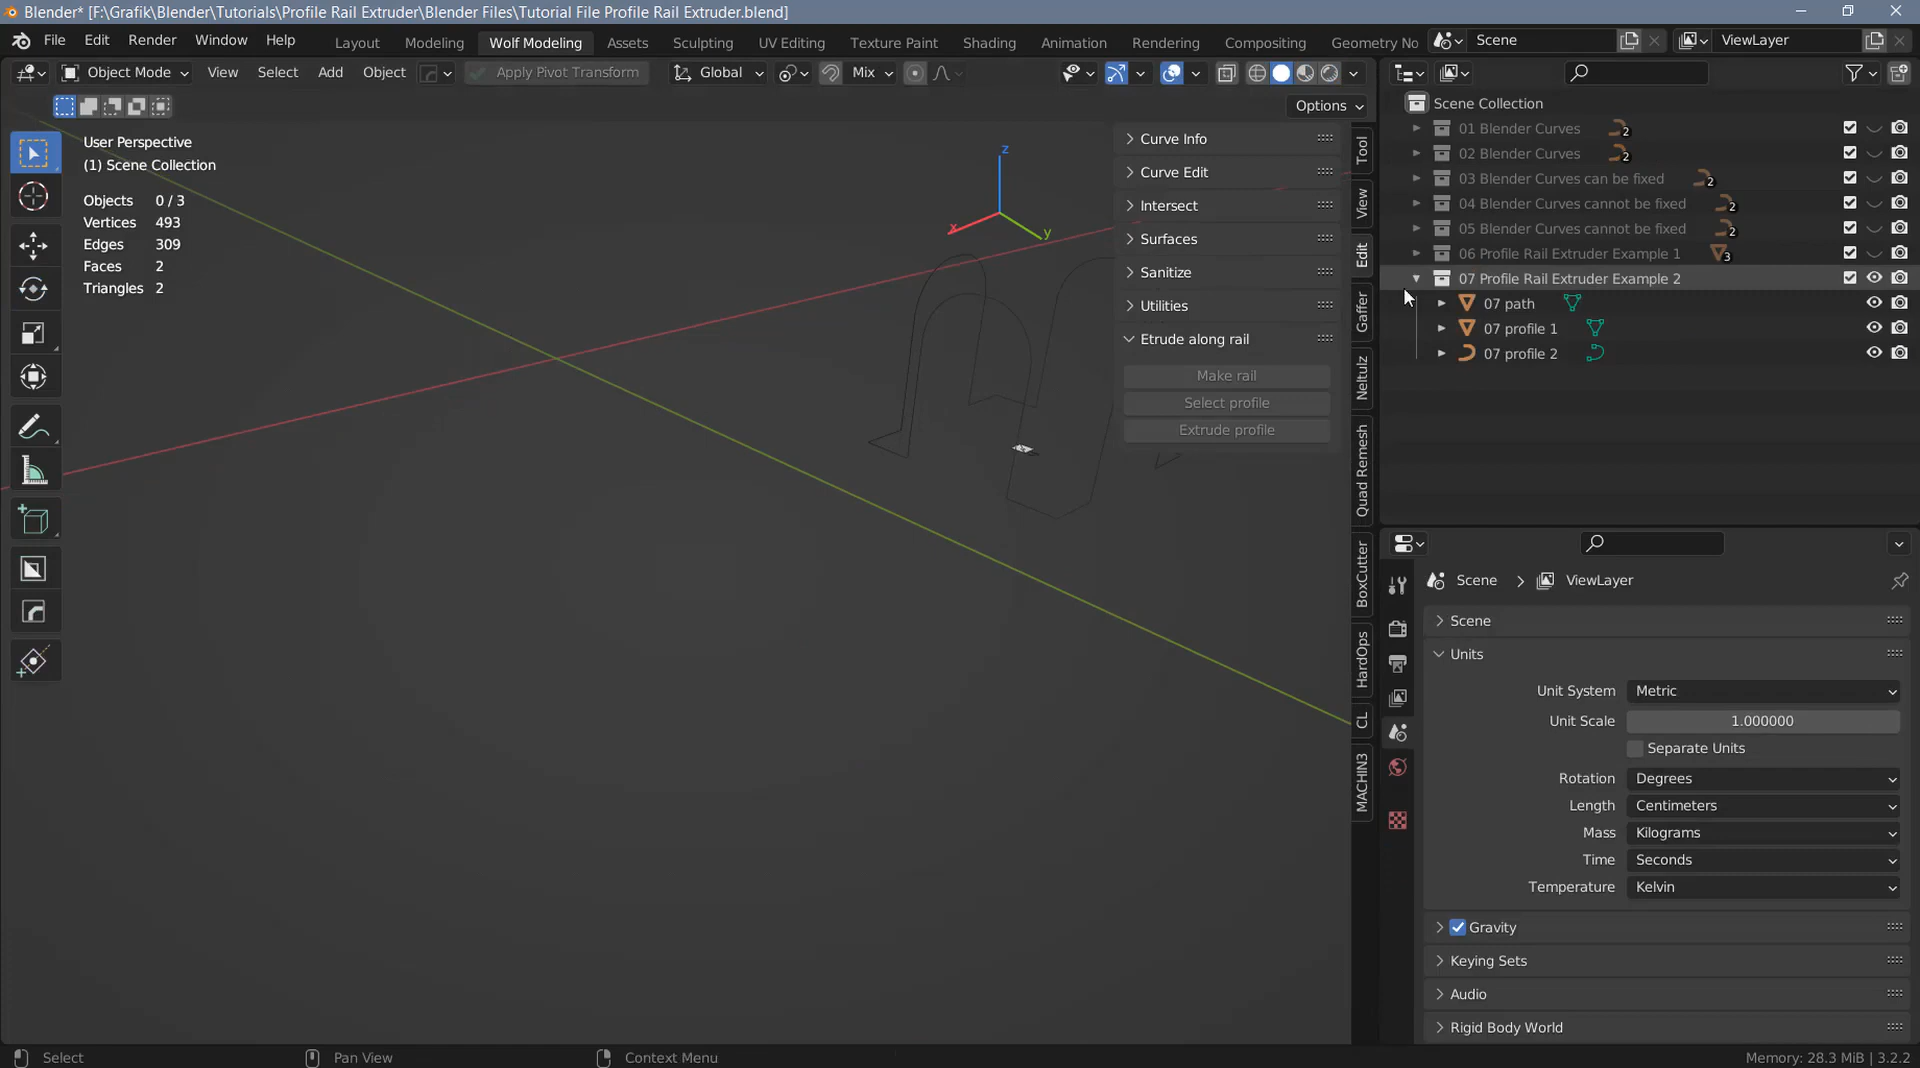 Blender* [F:\Grafik\Blender\Tutorials\Profile Rail Extruder\Blender Files\Tutorial File Profile Rail Extruder.blend]
File Edit Render Window Help Layout Modeling Wolf Modeling Assets Sculpting UV Editing Texture Paint Shading Animation Rendering Compositing Geometry No Scene ViewLayer
Object Mode View Select Add Object Apply Pivot Transform Global Mix
Options
User Perspective
(1) Scene Collection
Objects 0 / 3
Vertices 493
Edges 309
Faces 2
Triangles 2
z
x
y
Curve Info
Curve Edit
Intersect
Surfaces
Sanitize
Utilities
Etrude along rail
Make rail
Select profile
Extrude profile
Tool
View
Edit
Gaffer
Neltulz
Quad Remesh
BoxCutter
HardOps
CL
MACHIN3
Scene Collection
01 Blender Curves 2
02 Blender Curves 2
03 Blender Curves can be fixed 2
04 Blender Curves cannot be fixed 2
05 Blender Curves cannot be fixed 2
06 Profile Rail Extruder Example 1 3
07 Profile Rail Extruder Example 2
07 path
07 profile 1
07 profile 2
Scene ViewLayer
Scene
Units
Unit System Metric
Unit Scale 1.000000
Separate Units
Rotation Degrees
Length Centimeters
Mass Kilograms
Time Seconds
Temperature Kelvin
Gravity
Keying Sets
Audio
Rigid Body World
Select Pan View Context Menu Memory: 28.3 MiB | 3.2.2